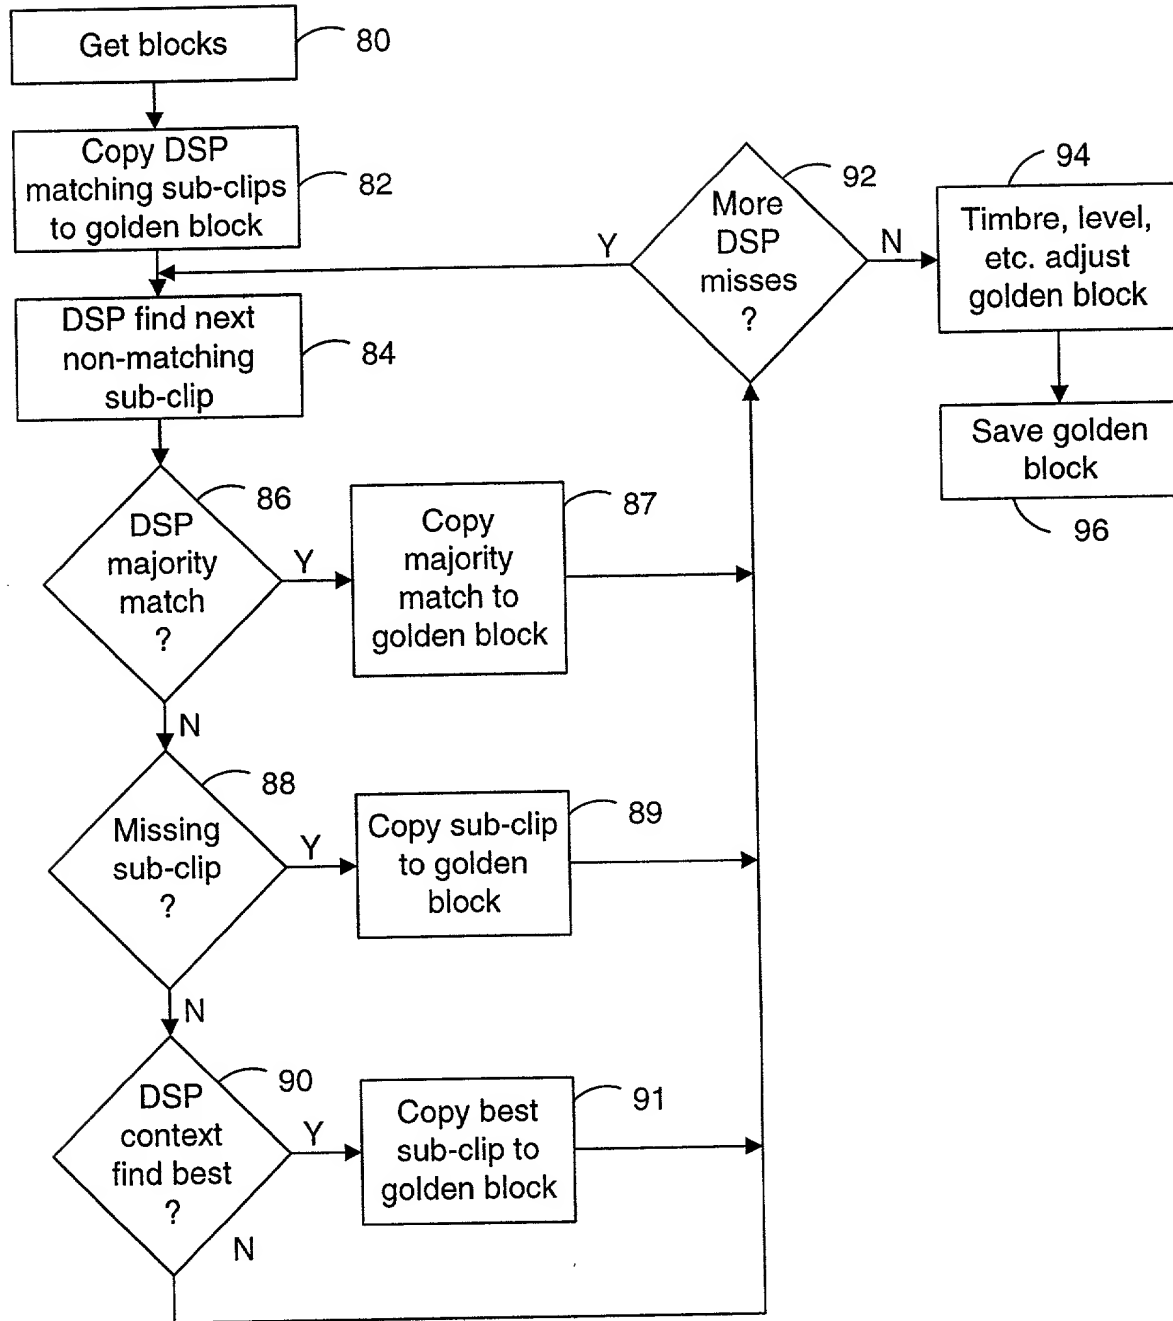 Get blocks
80
Copy DSP
matching sub-clips
to golden block
82
DSP find next
non-matching
sub-clip
84
DSP
majority
match
?
86
Y
N
Copy
majority
match to
golden block
87
Missing
sub-clip
?
88
Y
N
Copy sub-clip
to golden
block
89
DSP
context
find best
?
90
Y
N
Copy best
sub-clip to
golden block
91
More
DSP
misses
?
92
Y
N
Timbre, level,
etc. adjust
golden block
94
Save golden
block
96